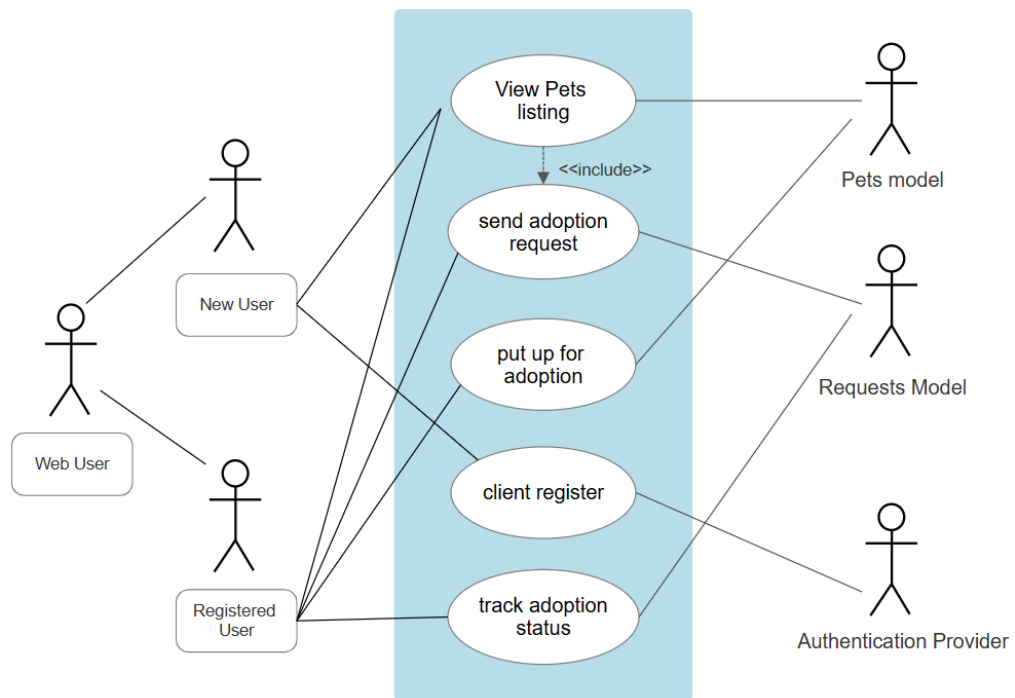 View Pets
listing
<<include>>
Pets model
send adoption
request
New User
put up for
adoption
Requests Model
Web User
client register
Registered
User
track adoption
status
Authentication Provider